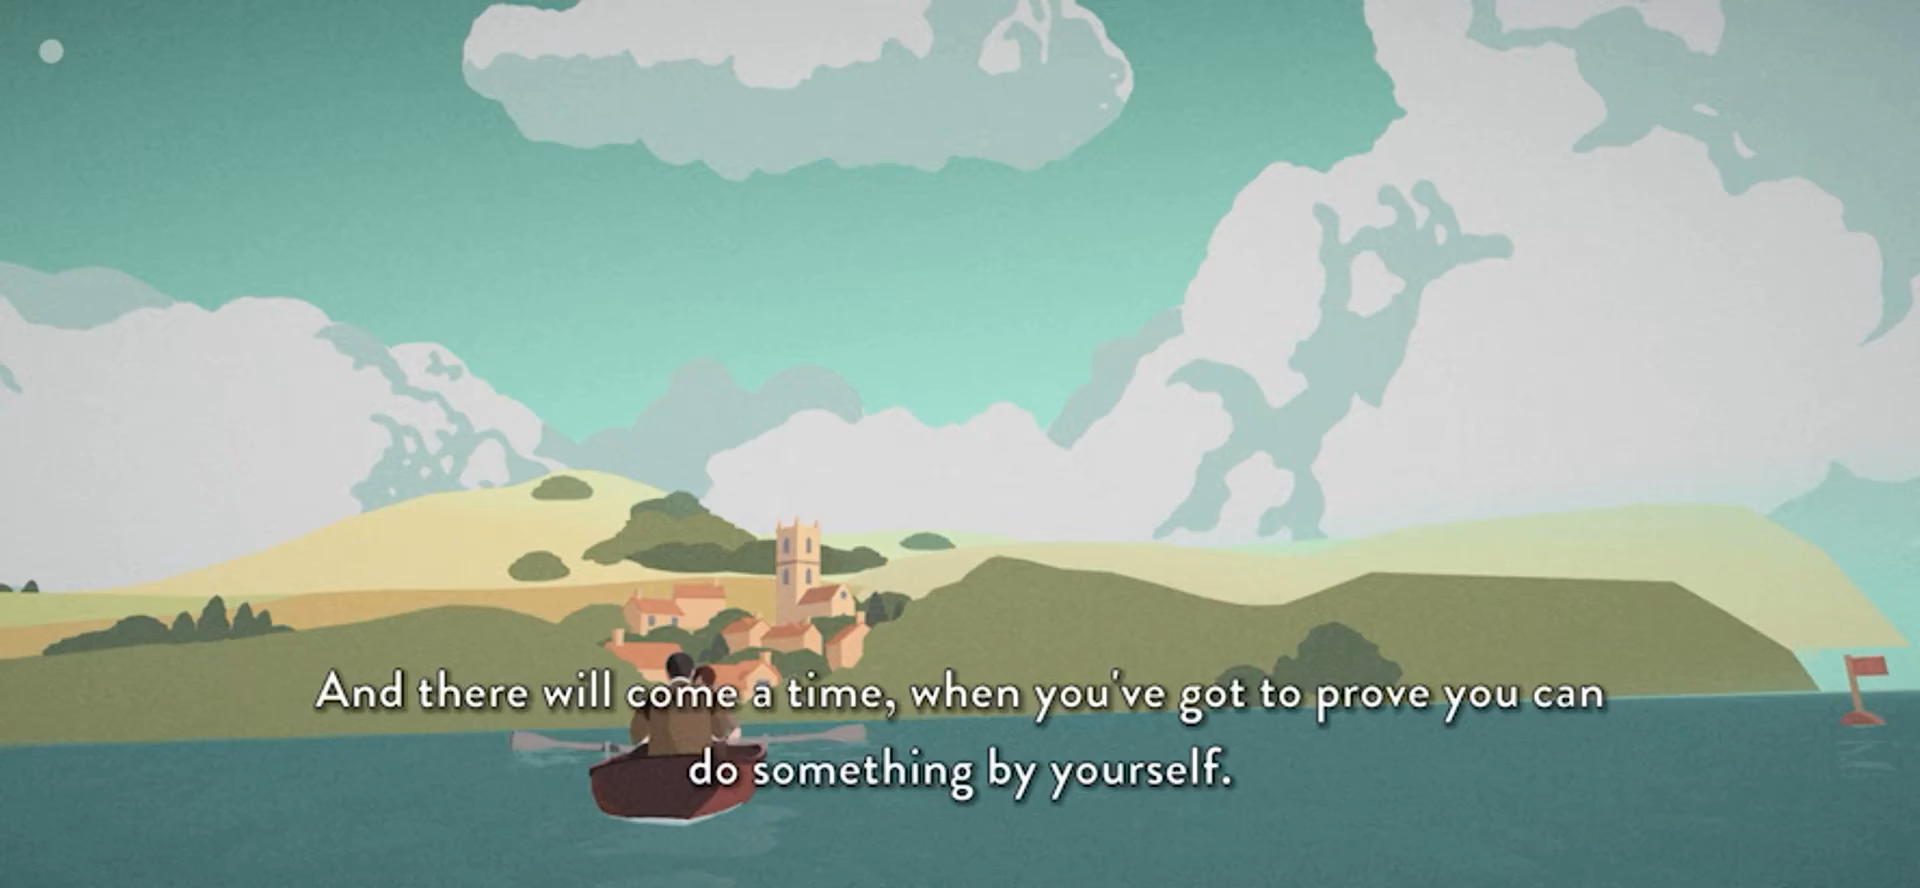 And there will come a time, when you've got to prove you can
do something by yourself.